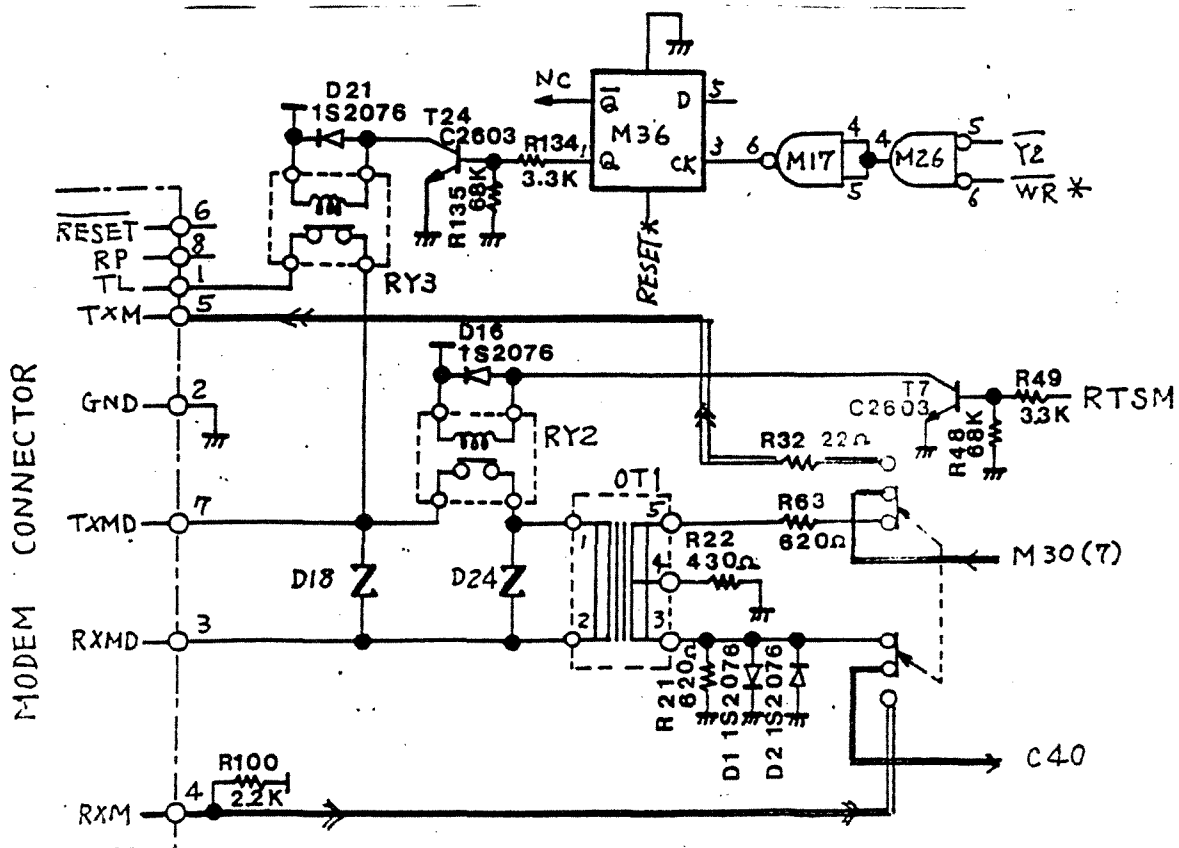 NC
D21
1S2076
T24
C2603
R134
3.3K
R135
68K
1
Q̅
Q
M36
D
CK
5
3
6
M17
4
5
4
M26
5
6
Y̅2̅
W̅R̅ *
RESET*
R̅E̅S̅E̅T̅
6
RP
8
TL
1
RY3
TXM
5
D16
1S2076
MODEM CONNECTOR
GND
2
RY2
T7
C2603
R49
3.3K
RTSM
R48
68K
R32
22Ω
OT1
TXMD
7
1
5
R63
620Ω
R22
430Ω
4
M30(7)
D18
D24
RXMD
3
2
3
R21
620Ω
D1 1S2076
D2 1S2076
C40
R100
2.2K
RXM
4